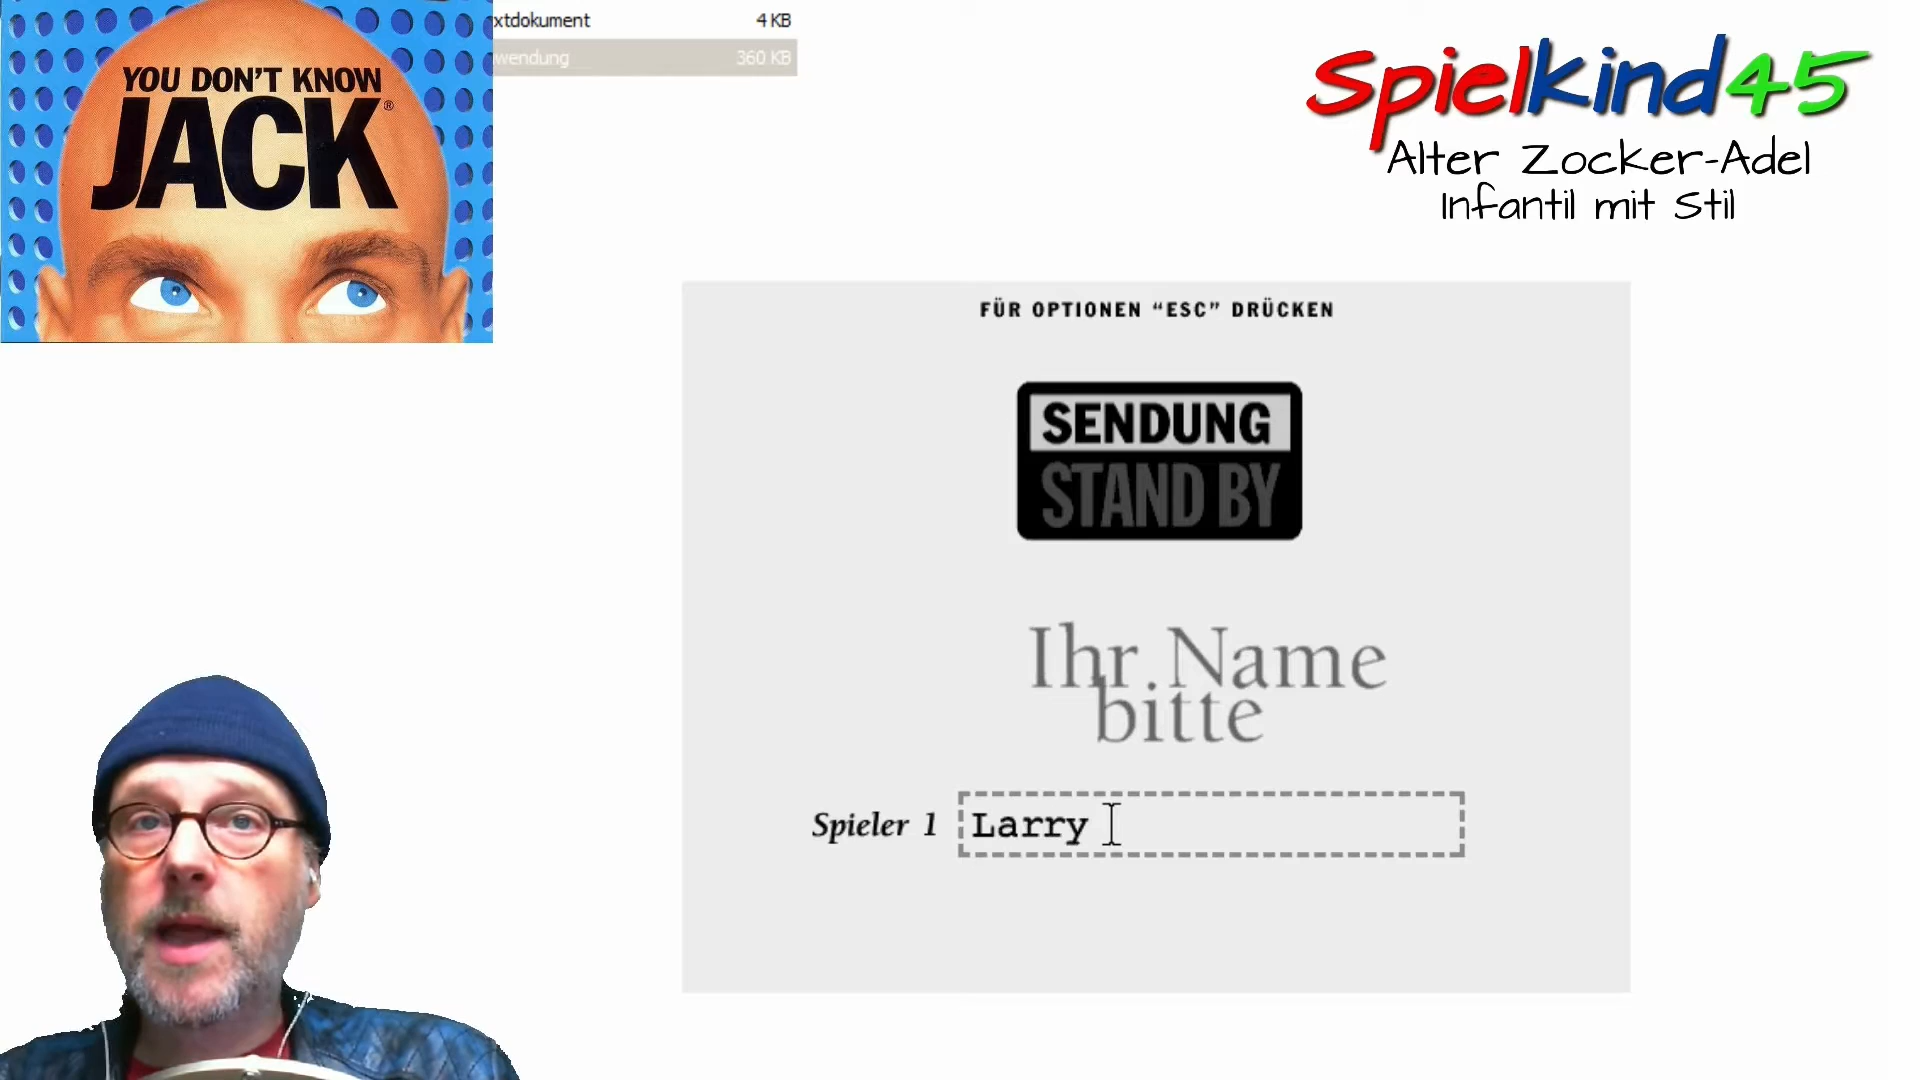 YOU DON'T KNOW
JACK®
xtdokument 4 KB
wendung 360 KB
Spielkind45
Alter Zocker-Adel
Infantil mit Stil
FÜR OPTIONEN “ESC” DRÜCKEN
SENDUNG
STAND BY
Ihr Name
bitte
Spieler 1 Larry